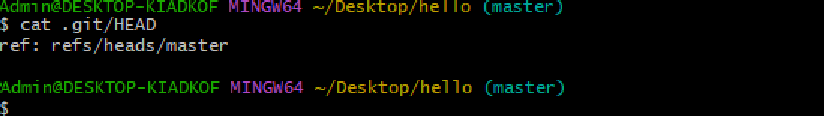 Admin@DESKTOP-KIADKOF MINGW64 ~/Desktop/hello (master)
$ cat .git/HEAD
ref: refs/heads/master
Admin@DESKTOP-KIADKOF MINGW64 ~/Desktop/hello (master)
$